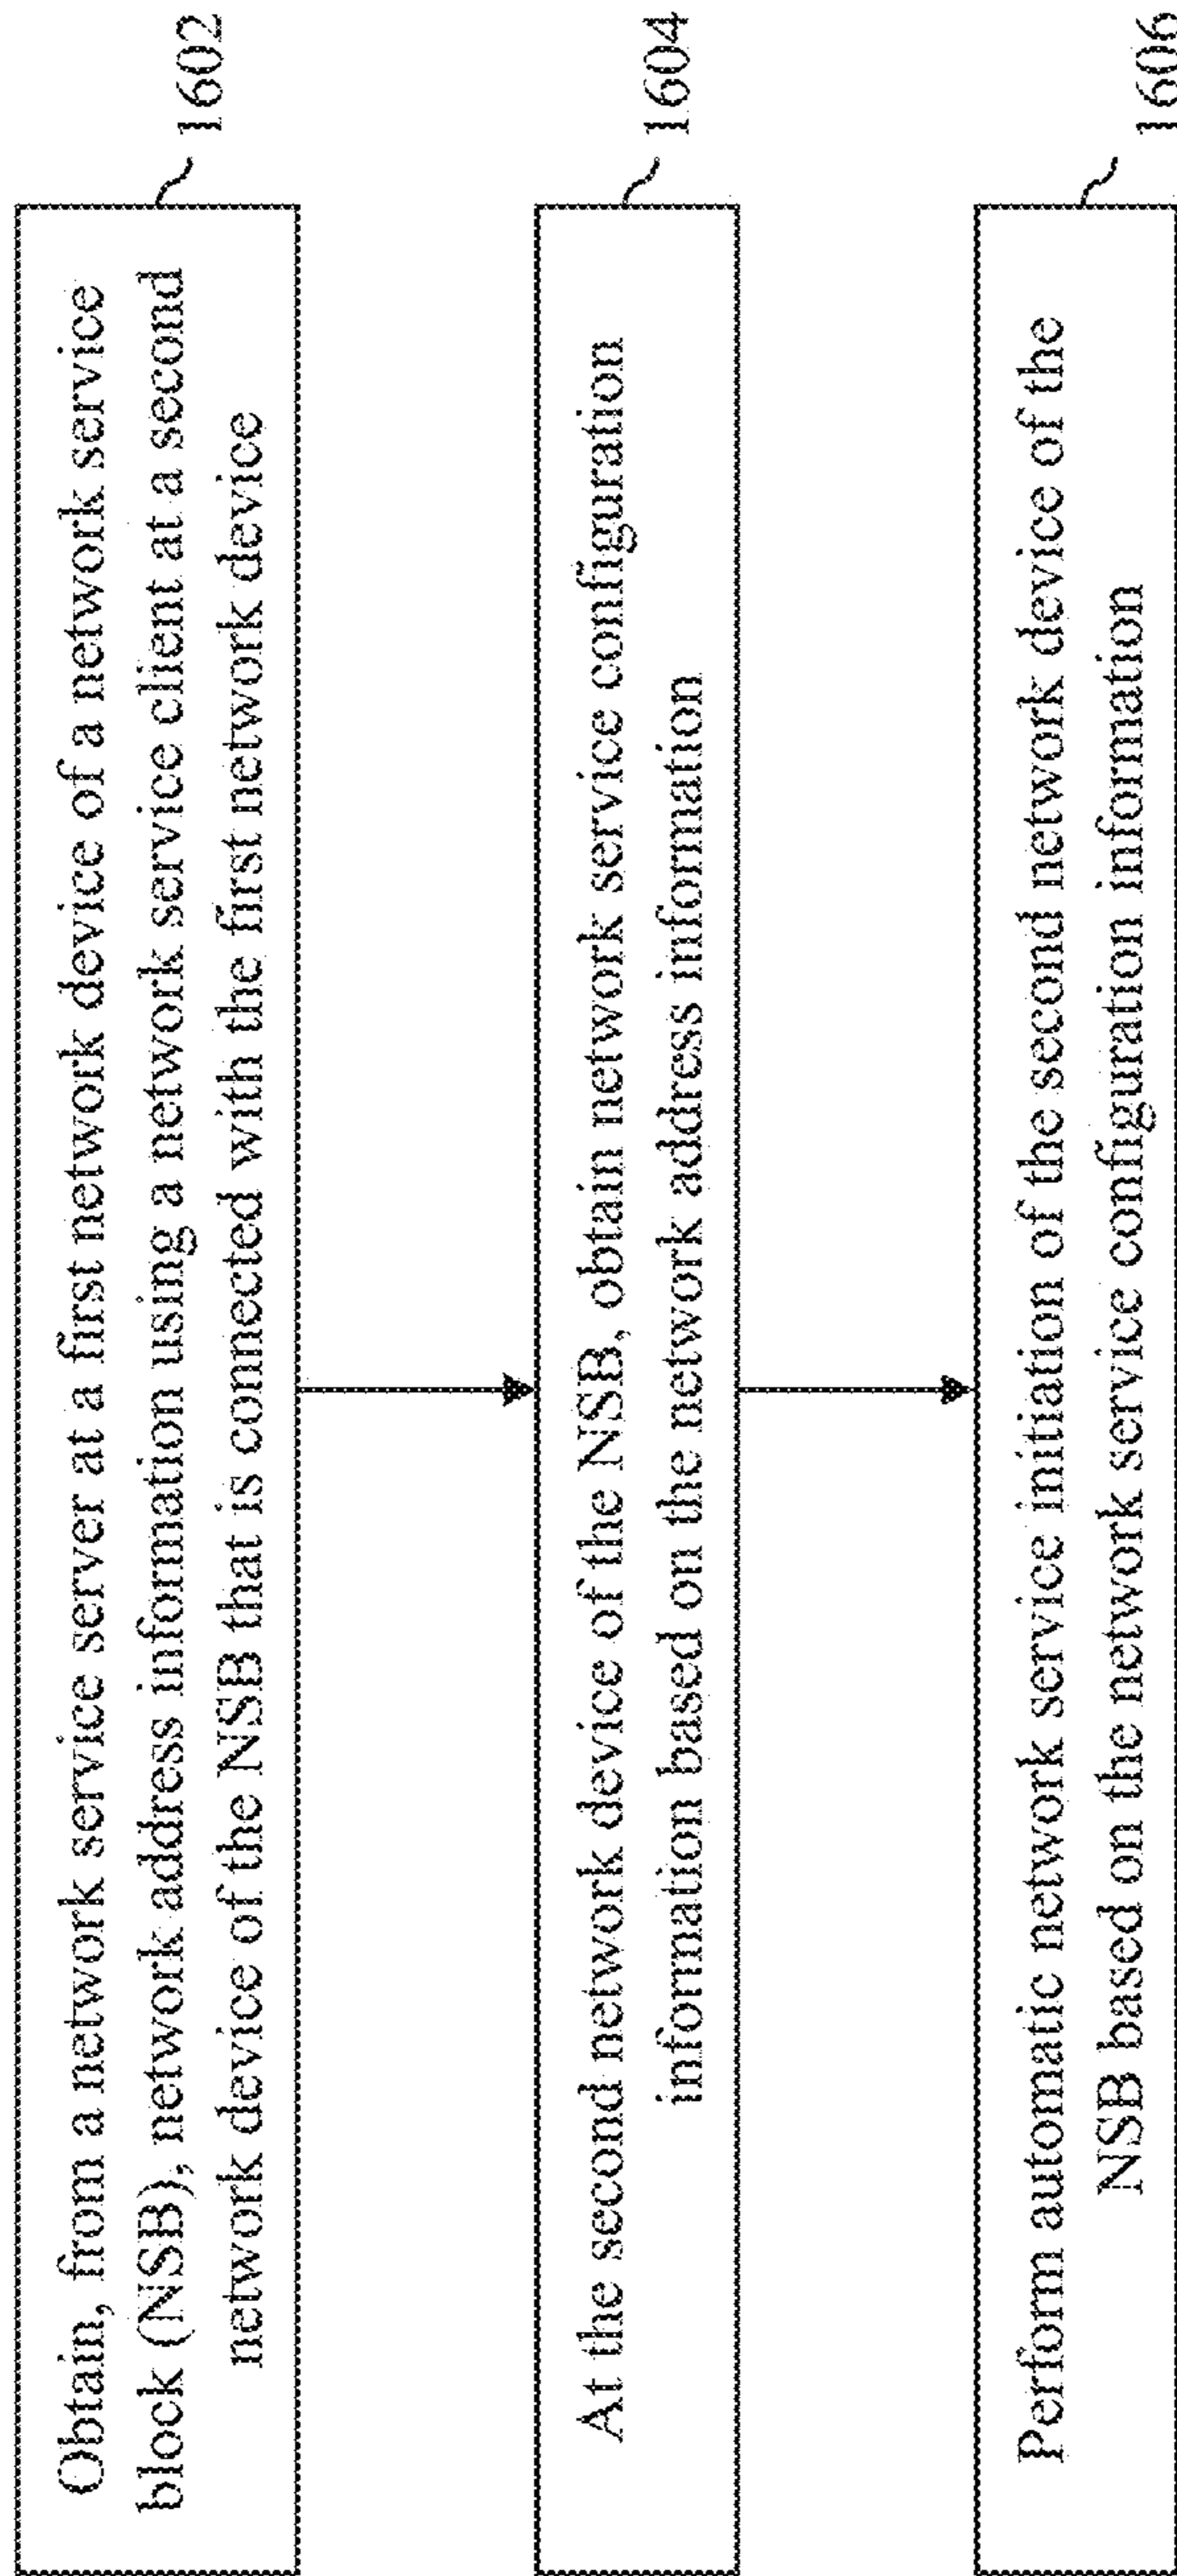 Obtain, from a network service server at a first network device of a network service
block (NSB), network address information using a network service client at a second
network device of the NSB that is connected with the first network device
1602
At the second network device of the NSB, obtain network service configuration
information based on the network address information
1604
Perform automatic network service initiation of the second network device of the
NSB based on the network service configuration information
1606